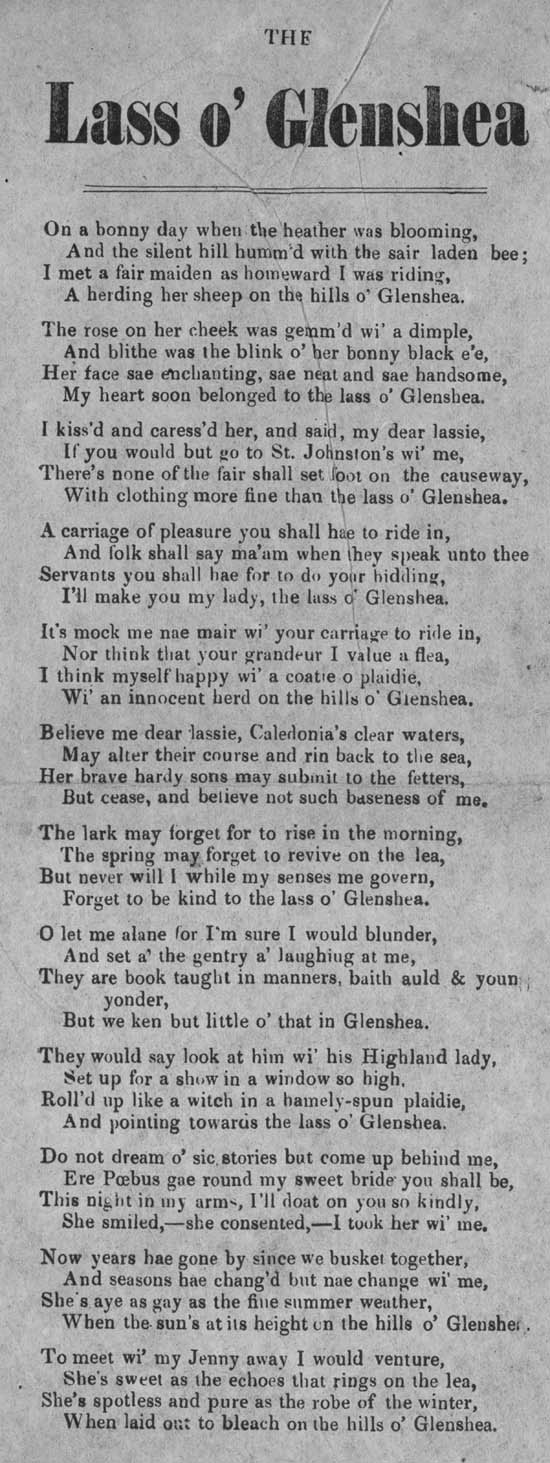 THE
Lass o' Glenshea
On a bonny day when the heather was blooming,
And the silent hill humm'd with the sair laden bee;
I met a fair maiden as homeward I was riding,
A herding her sheep on the hills o' Glenshea.
The rose on her cheek was gemm'd wi' a dimple,
And blithe was the blink o' her bonny black e'e,
Her face sae enchanting, sae neat and sae handsome,
My heart soon belonged to the lass o' Glenshea.
I kiss'd and caress'd her, and said, my dear lassie,
If you would but go to St. Johnston's wi' me,
There's none of the fair shall set foot on the causeway,
With clothing more fine than the lass o' Glenshea.
A carriage of pleasure you shall hae to ride in,
And folk shall say ma'am when they speak unto thee
Servants you shall hae for to do your bidding,
I'll make you my lady, the lass o' Glenshea.
It's mock me nae mair wi' your carriage to ride in,
Nor think that your grandeur I value a flea,
I think myself happy wi' a coatie o plaidie,
Wi' an innocent herd on the hills o' Glenshea.
Believe me dear lassie, Caledonia's clear waters,
May alter their course and rin back to the sea,
Her brave hardy sons may submit to the fetters,
But cease, and believe not such baseness of me.
The lark may forget for to rise in the morning,
The spring may forget to revive on the lea,
But never will I while my senses me govern,
Forget to be kind to the lass o' Glenshea.
O let me alane for I'm sure I would blunder,
And set a' the gentry a' laughing at me,
They are book taught in manners, baith auld & youn
yonder,
But we ken but little o' that in Glenshea.
They would say look at him wi' his Highland lady,
Set up for a show in a window so high,
Roll'd up like a witch in a hamely-spun plaidie,
And pointing towards the lass o' Glenshea.
Do not dream o' sic stories but come up behind me,
Ere Pœbus gae round my sweet bride you shall be,
This night in my arms, I'll doat on you so kindly,
She smiled,—she consented,—I took her wi' me.
Now years hae gone by since we busket together,
And seasons hae chang'd but nae change wi' me,
She's aye as gay as the fine summer weather,
When the sun's at its height on the hills o' Glenshe.
To meet wi' my Jenny away I would venture,
She's sweet as the echoes that rings on the lea,
She's spotless and pure as the robe of the winter,
When laid out to bleach on the hills o' Glenshea.